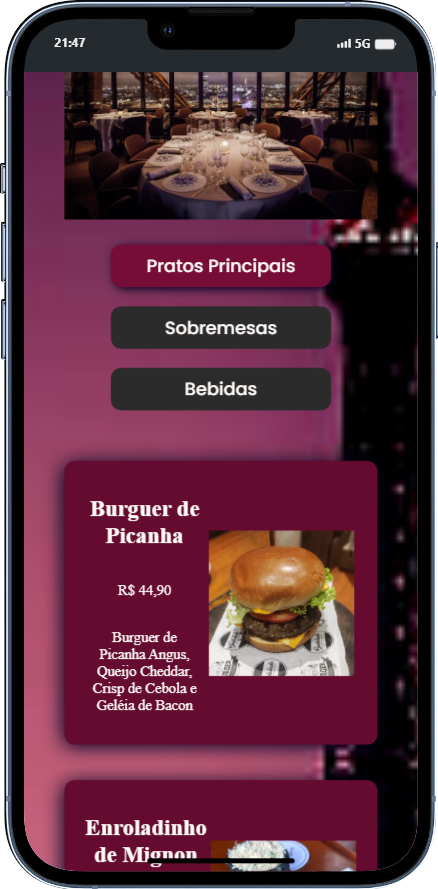 21:47
5G
Pratos Principais
Sobremesas
Bebidas
Burguer de
Picanha
R$ 44,90
Burguer de
Picanha Angus,
Queijo Cheddar,
Crisp de Cebola e
Geléia de Bacon
Enroladinho
de Mignon